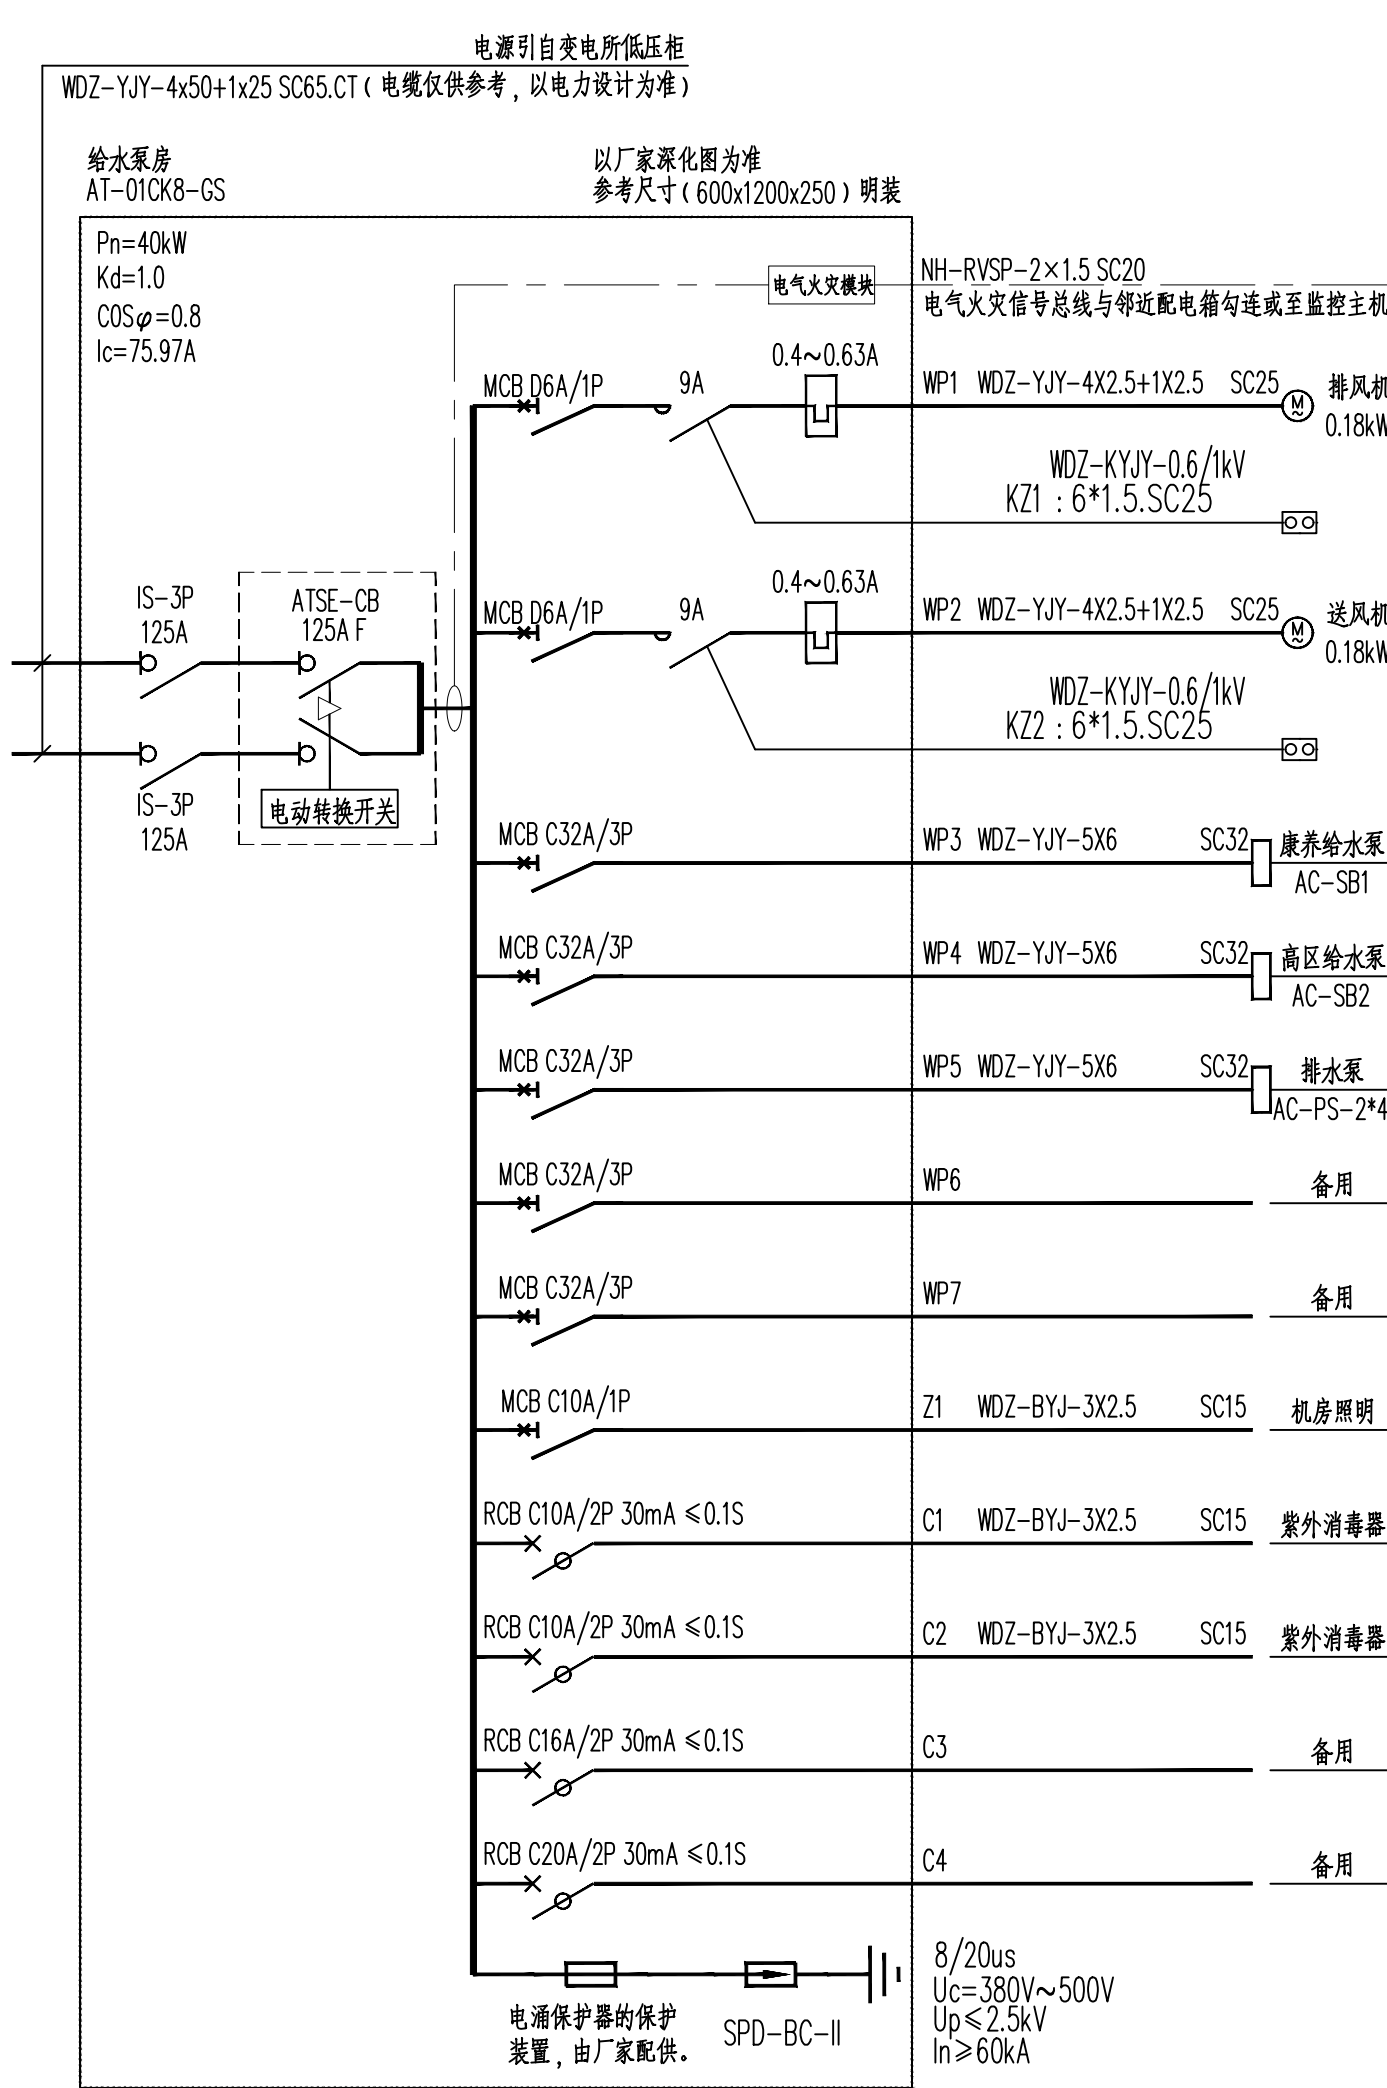 电源引自变电所低压柜
WDZ-YJY-4x50+1x25 SC65.CT（电缆仅供参考，以电力设计为准）
给水泵房
AT-01CK8-GS
以厂家深化图为准
参考尺寸（600x1200x250）明装
Pn=40kW
Kd=1.0
COSφ=0.8
Ic=75.97A
电气火灾模块
NH-RVSP-2×1.5 SC20
电气火灾信号总线与邻近配电箱勾连或至监控主机
MCB D6A/1P 9A 0.4~0.63A WP1 WDZ-YJY-4X2.5+1X2.5 SC25 M~ 排风机
0.18kW
WDZ-KYJY-0.6/1kV
KZ1：6*1.5.SC25
MCB D6A/1P 9A 0.4~0.63A WP2 WDZ-YJY-4X2.5+1X2.5 SC25 M~ 送风机
0.18kW
WDZ-KYJY-0.6/1kV
KZ2：6*1.5.SC25
IS-3P
125A
ATSE-CB
125A F
电动转换开关
IS-3P
125A
MCB C32A/3P WP3 WDZ-YJY-5X6 SC32 康养给水泵
AC-SB1
MCB C32A/3P WP4 WDZ-YJY-5X6 SC32 高区给水泵
AC-SB2
MCB C32A/3P WP5 WDZ-YJY-5X6 SC32 排水泵
AC-PS-2*4
MCB C32A/3P WP6 备用
MCB C32A/3P WP7 备用
MCB C10A/1P Z1 WDZ-BYJ-3X2.5 SC15 机房照明
RCB C10A/2P 30mA ≤0.1S C1 WDZ-BYJ-3X2.5 SC15 紫外消毒器
RCB C10A/2P 30mA ≤0.1S C2 WDZ-BYJ-3X2.5 SC15 紫外消毒器
RCB C16A/2P 30mA ≤0.1S C3 备用
RCB C20A/2P 30mA ≤0.1S C4 备用
电涌保护器的保护
装置，由厂家配供。
SPD-BC-II
8/20us
Uc=380V~500V
Up≤2.5kV
In≥60kA